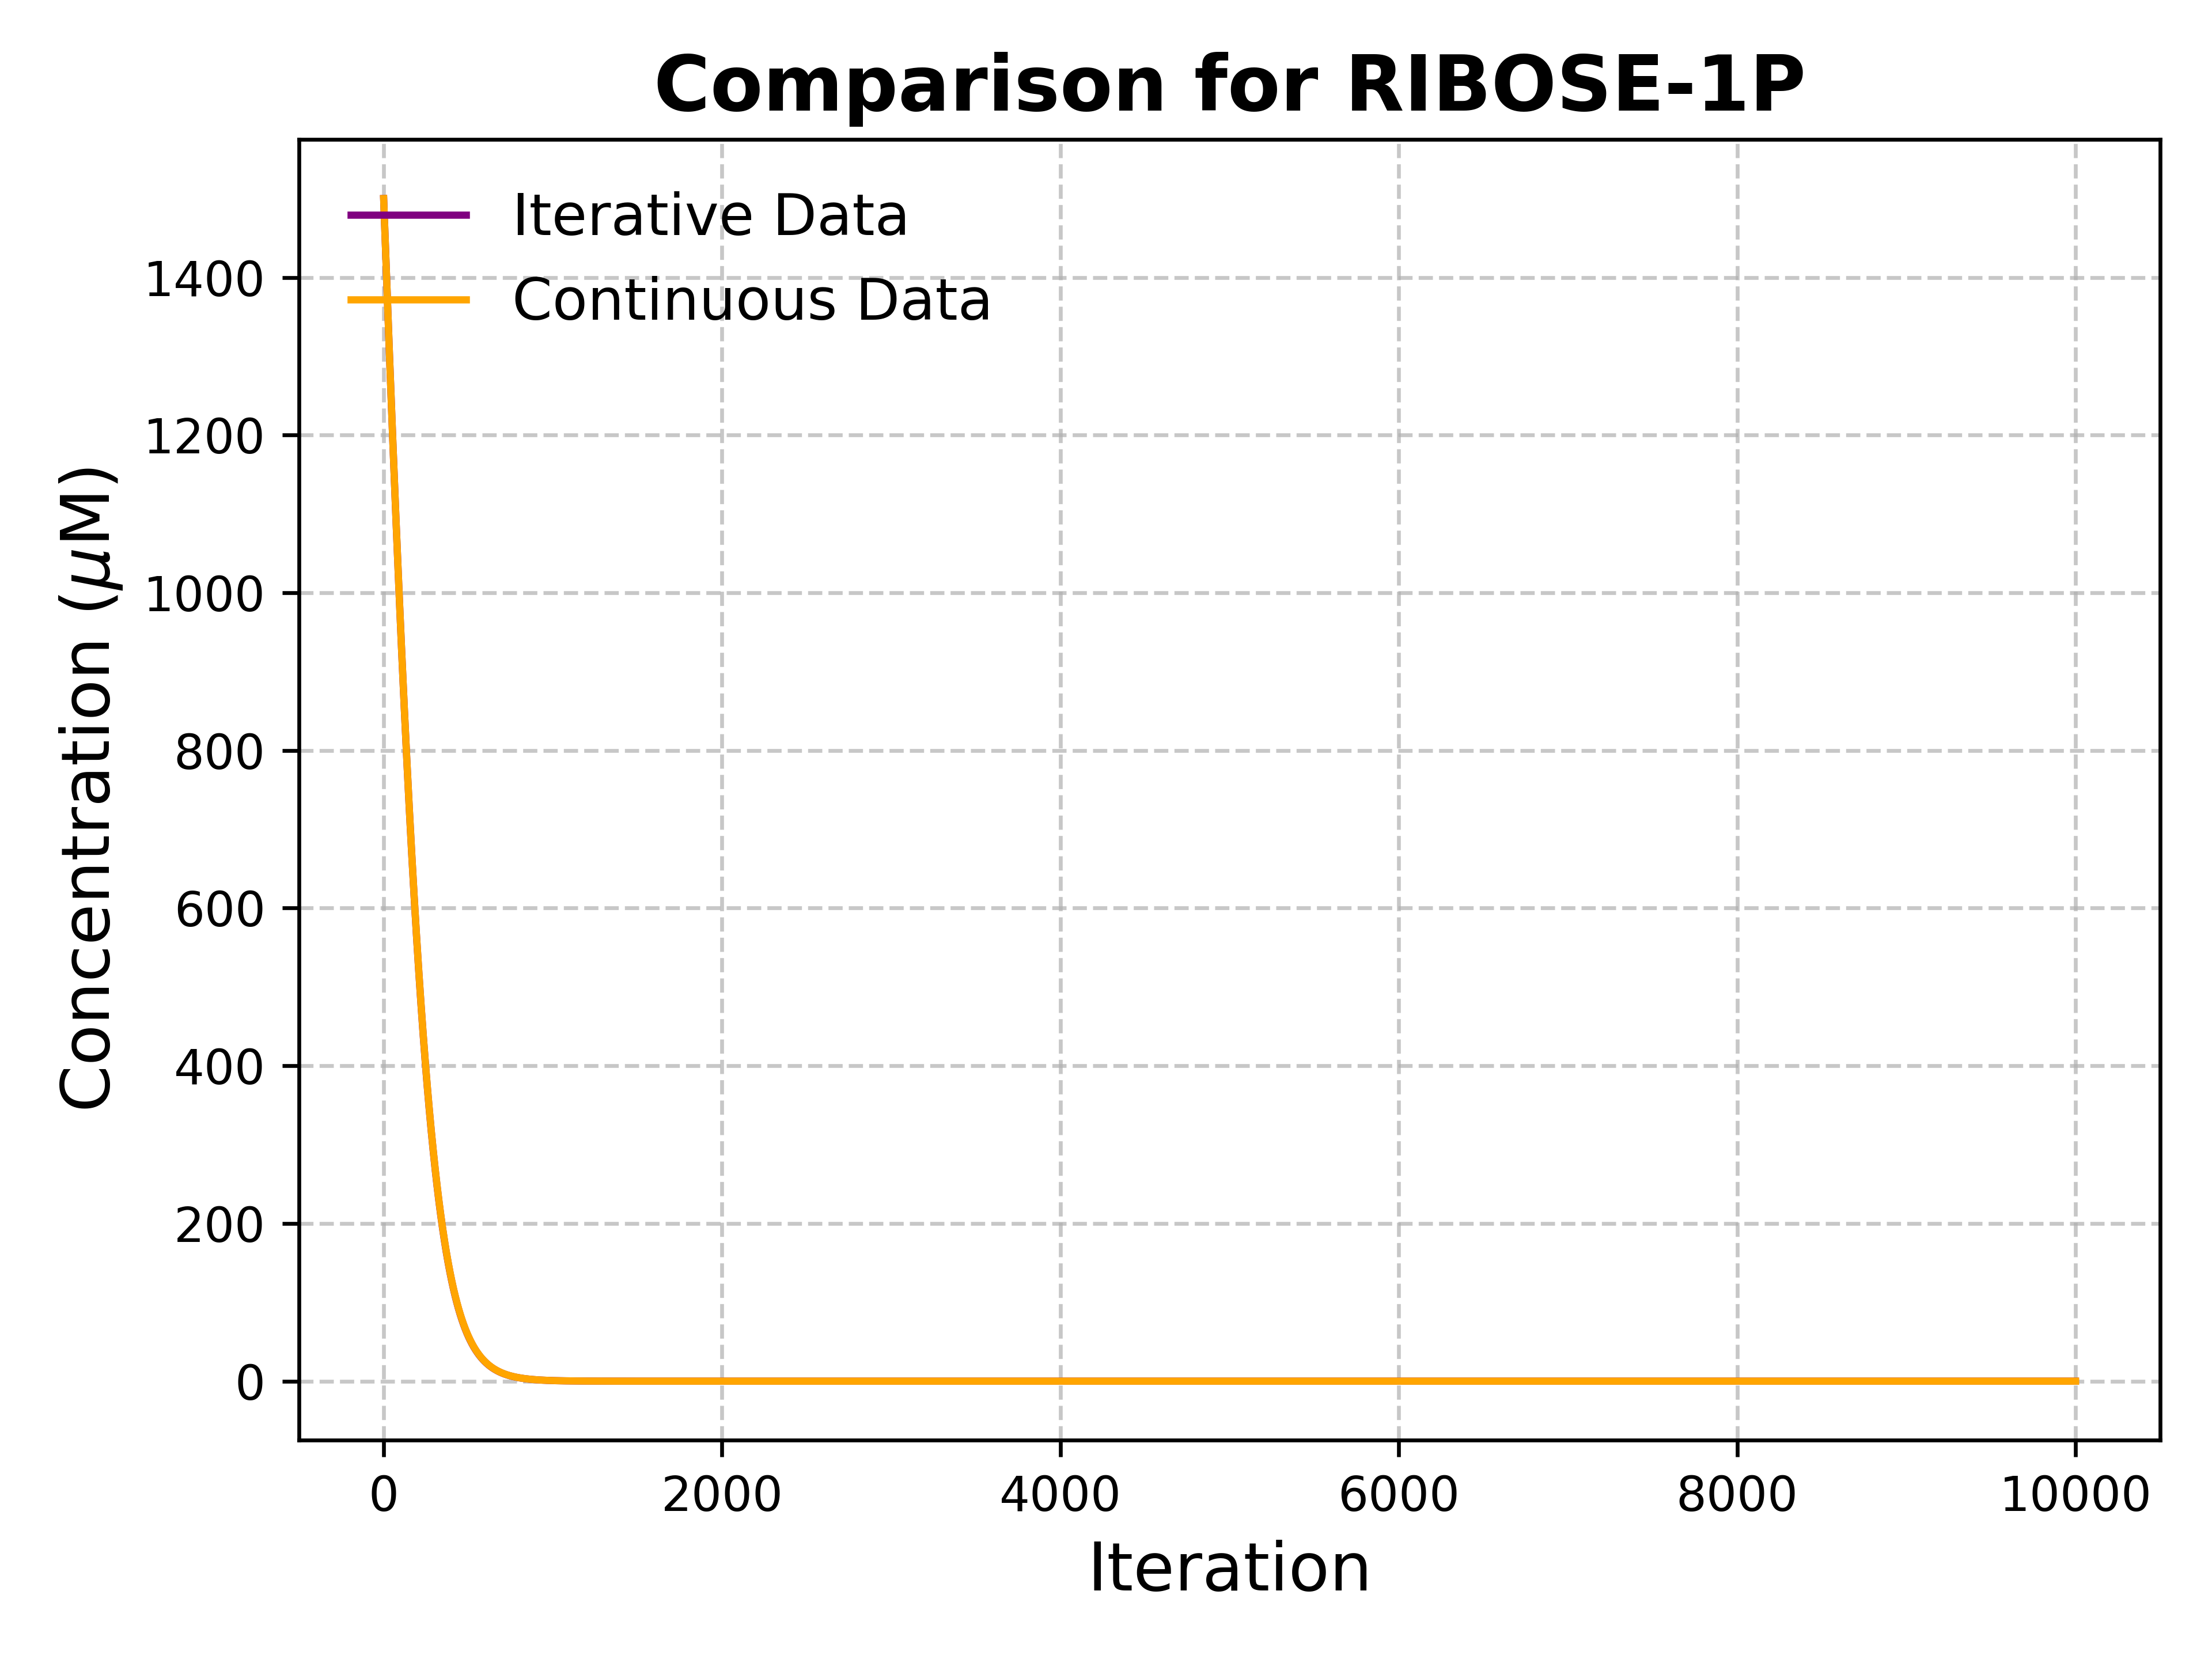 Comparison for RIBOSE-1P
Iterative Data
Continuous Data
1400
1200
1000
800
600
400
200
0
Concentration (μM)
0 2000 4000 6000 8000 10000
Iteration